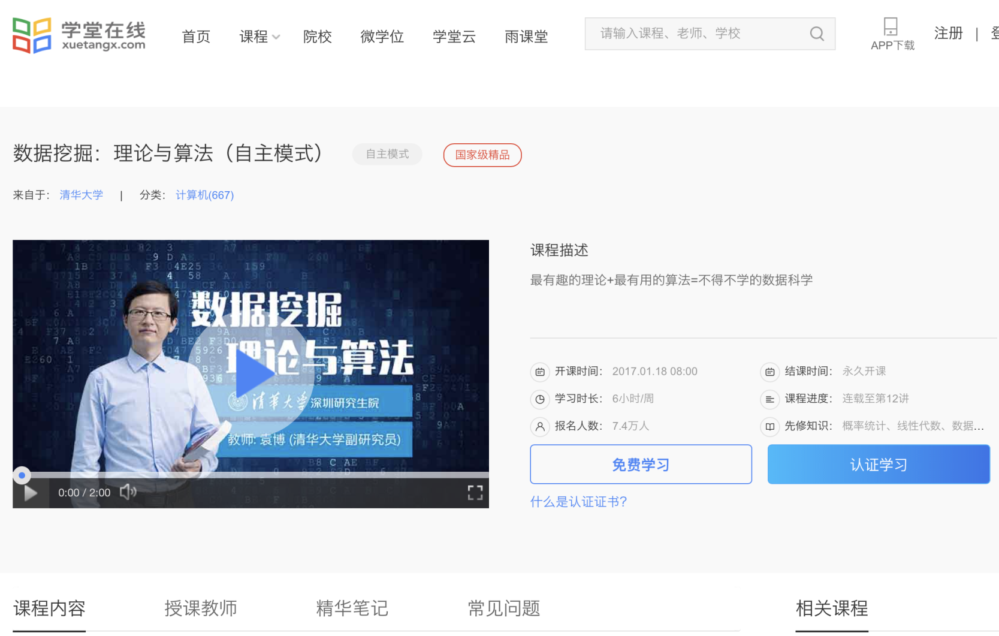 学堂在线
xuetangx.com
首页 课程 院校 微学位 学堂云 雨课堂
请输入课程、老师、学校
APP下载
注册 |
数据挖掘：理论与算法（自主模式） 自主模式 国家级精品
来自于： 清华大学 | 分类： 计算机(667)
数据挖掘
理论与算法
清华大学深圳研究生院
教师: 袁博 (清华大学副研究员)
0:00 / 2:00
课程描述
最有趣的理论+最有用的算法=不得不学的数据科学
开课时间： 2017.01.18 08:00 结课时间： 永久开课
学习时长： 6小时/周 课程进度： 连载至第12讲
报名人数： 7.4万人 先修知识： 概率统计、线性代数、数据...
免费学习 认证学习
什么是认证证书?
课程内容 授课教师 精华笔记 常见问题 相关课程